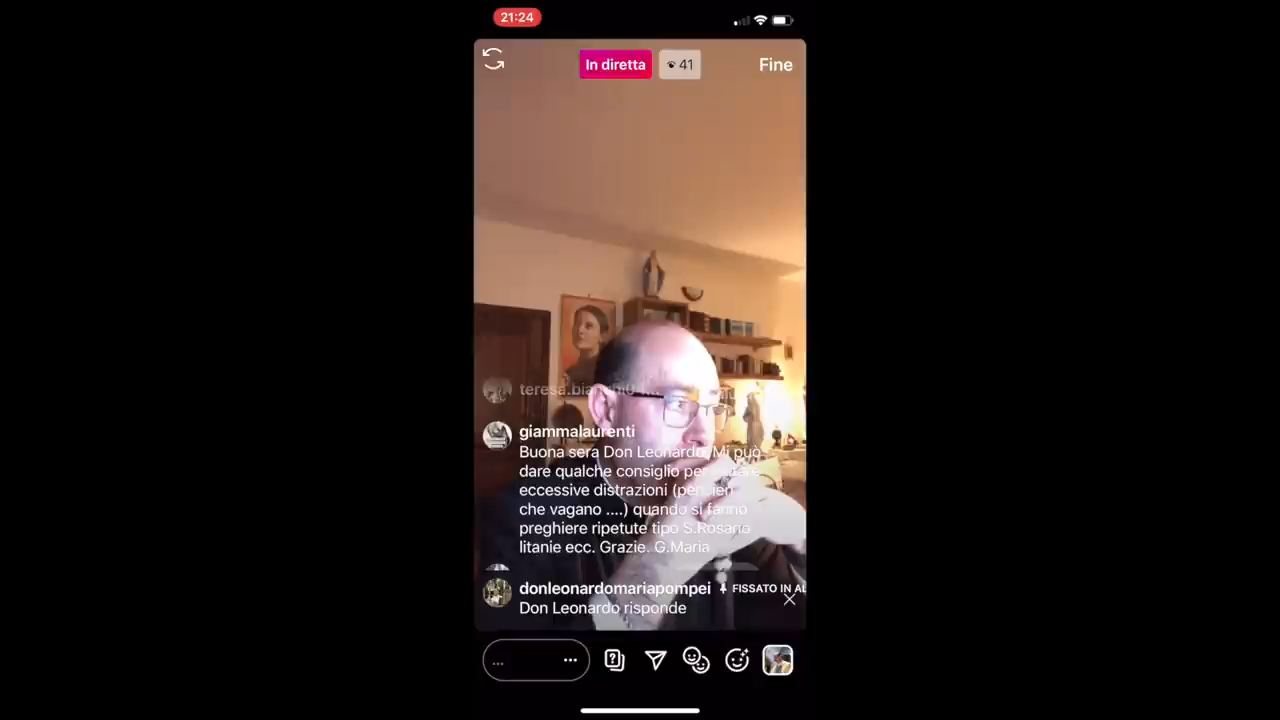 21:24
In diretta
41
Fine
giammalaurenti
Buona sera Don Leonardo, Mi può
dare qualche consiglio per
eccessive distrazioni
che vagano ....) quando si fanno
preghiere ripetute tipo S.Rosario
litanie ecc. Grazie. G.Maria
donleonardomariapompei FISSATO IN AL
Don Leonardo risponde
...